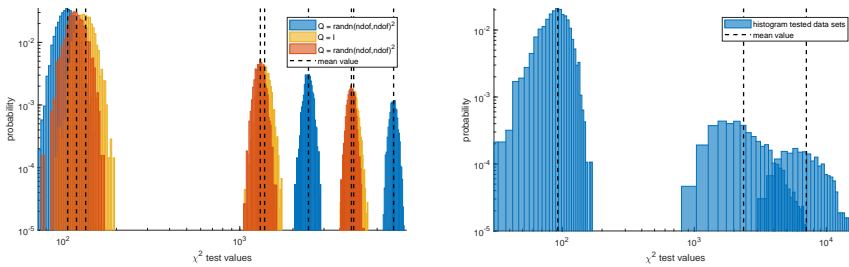 Q = randn(ndof,ndof)²
Q = I
Q = randn(ndof,ndof)²
mean value
probability
10⁻²
10⁻³
10⁻⁴
10⁻⁵
10²
10³
χ² test values
histogram tested data sets
mean value
probability
10⁻²
10⁻³
10⁻⁴
10⁻⁵
10²
10³
10⁴
χ² test values